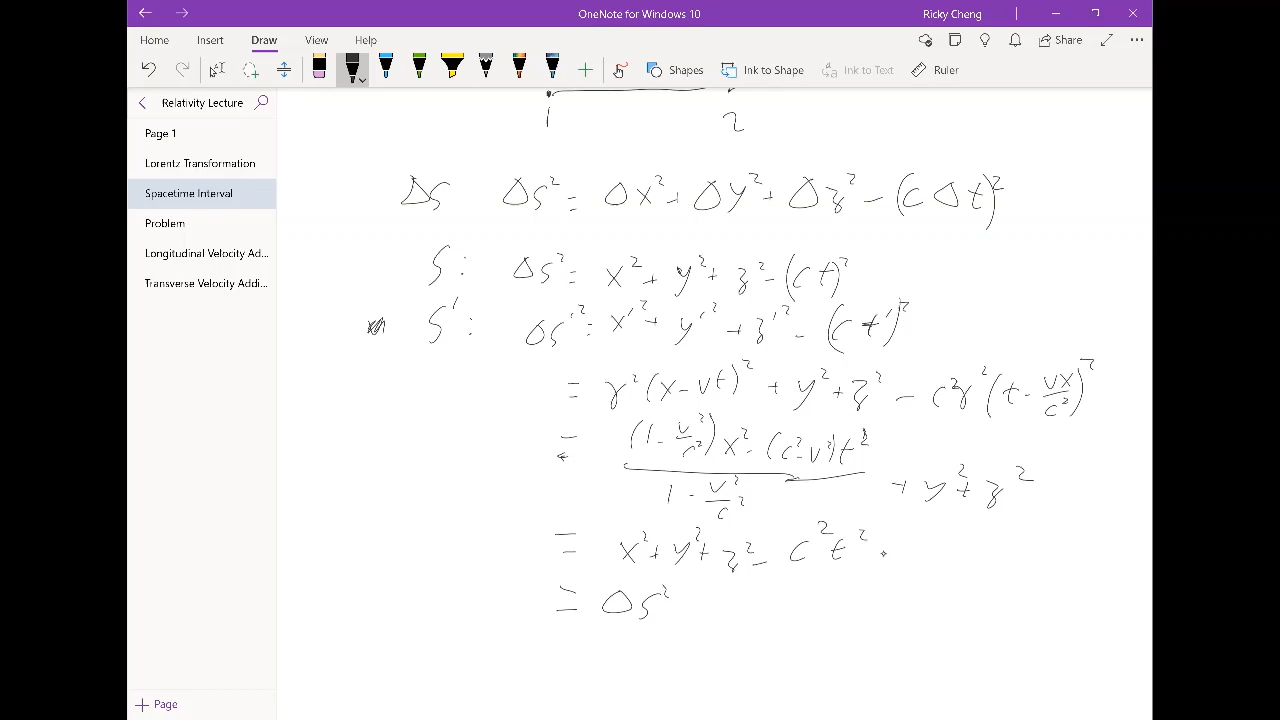 OneNote for Windows 10
Ricky Cheng
Home Insert Draw View Help
Share
Shapes Ink to Shape Ink to Text Ruler
Relativity Lecture
Page 1
Lorentz Transformation
Spacetime Interval
Problem
Longitudinal Velocity Ad...
Transverse Velocity Addi...
Page
1 2
ΔS ΔS² = Δx² + Δy² + Δz² - (cΔt)²
S: ΔS² = x² + y² + z² - (ct)²
S': ΔS'² = x'² + y'² + z'² - (ct')²
= γ²(x - vt)² + y² + z² - c²γ²(t - vx/c²)²
= ((1 - v²/c²)x² - (c² - v²)t²)/(1 - v²/c²) + y² + z²
= x² + y² + z² - c²t²
= ΔS²